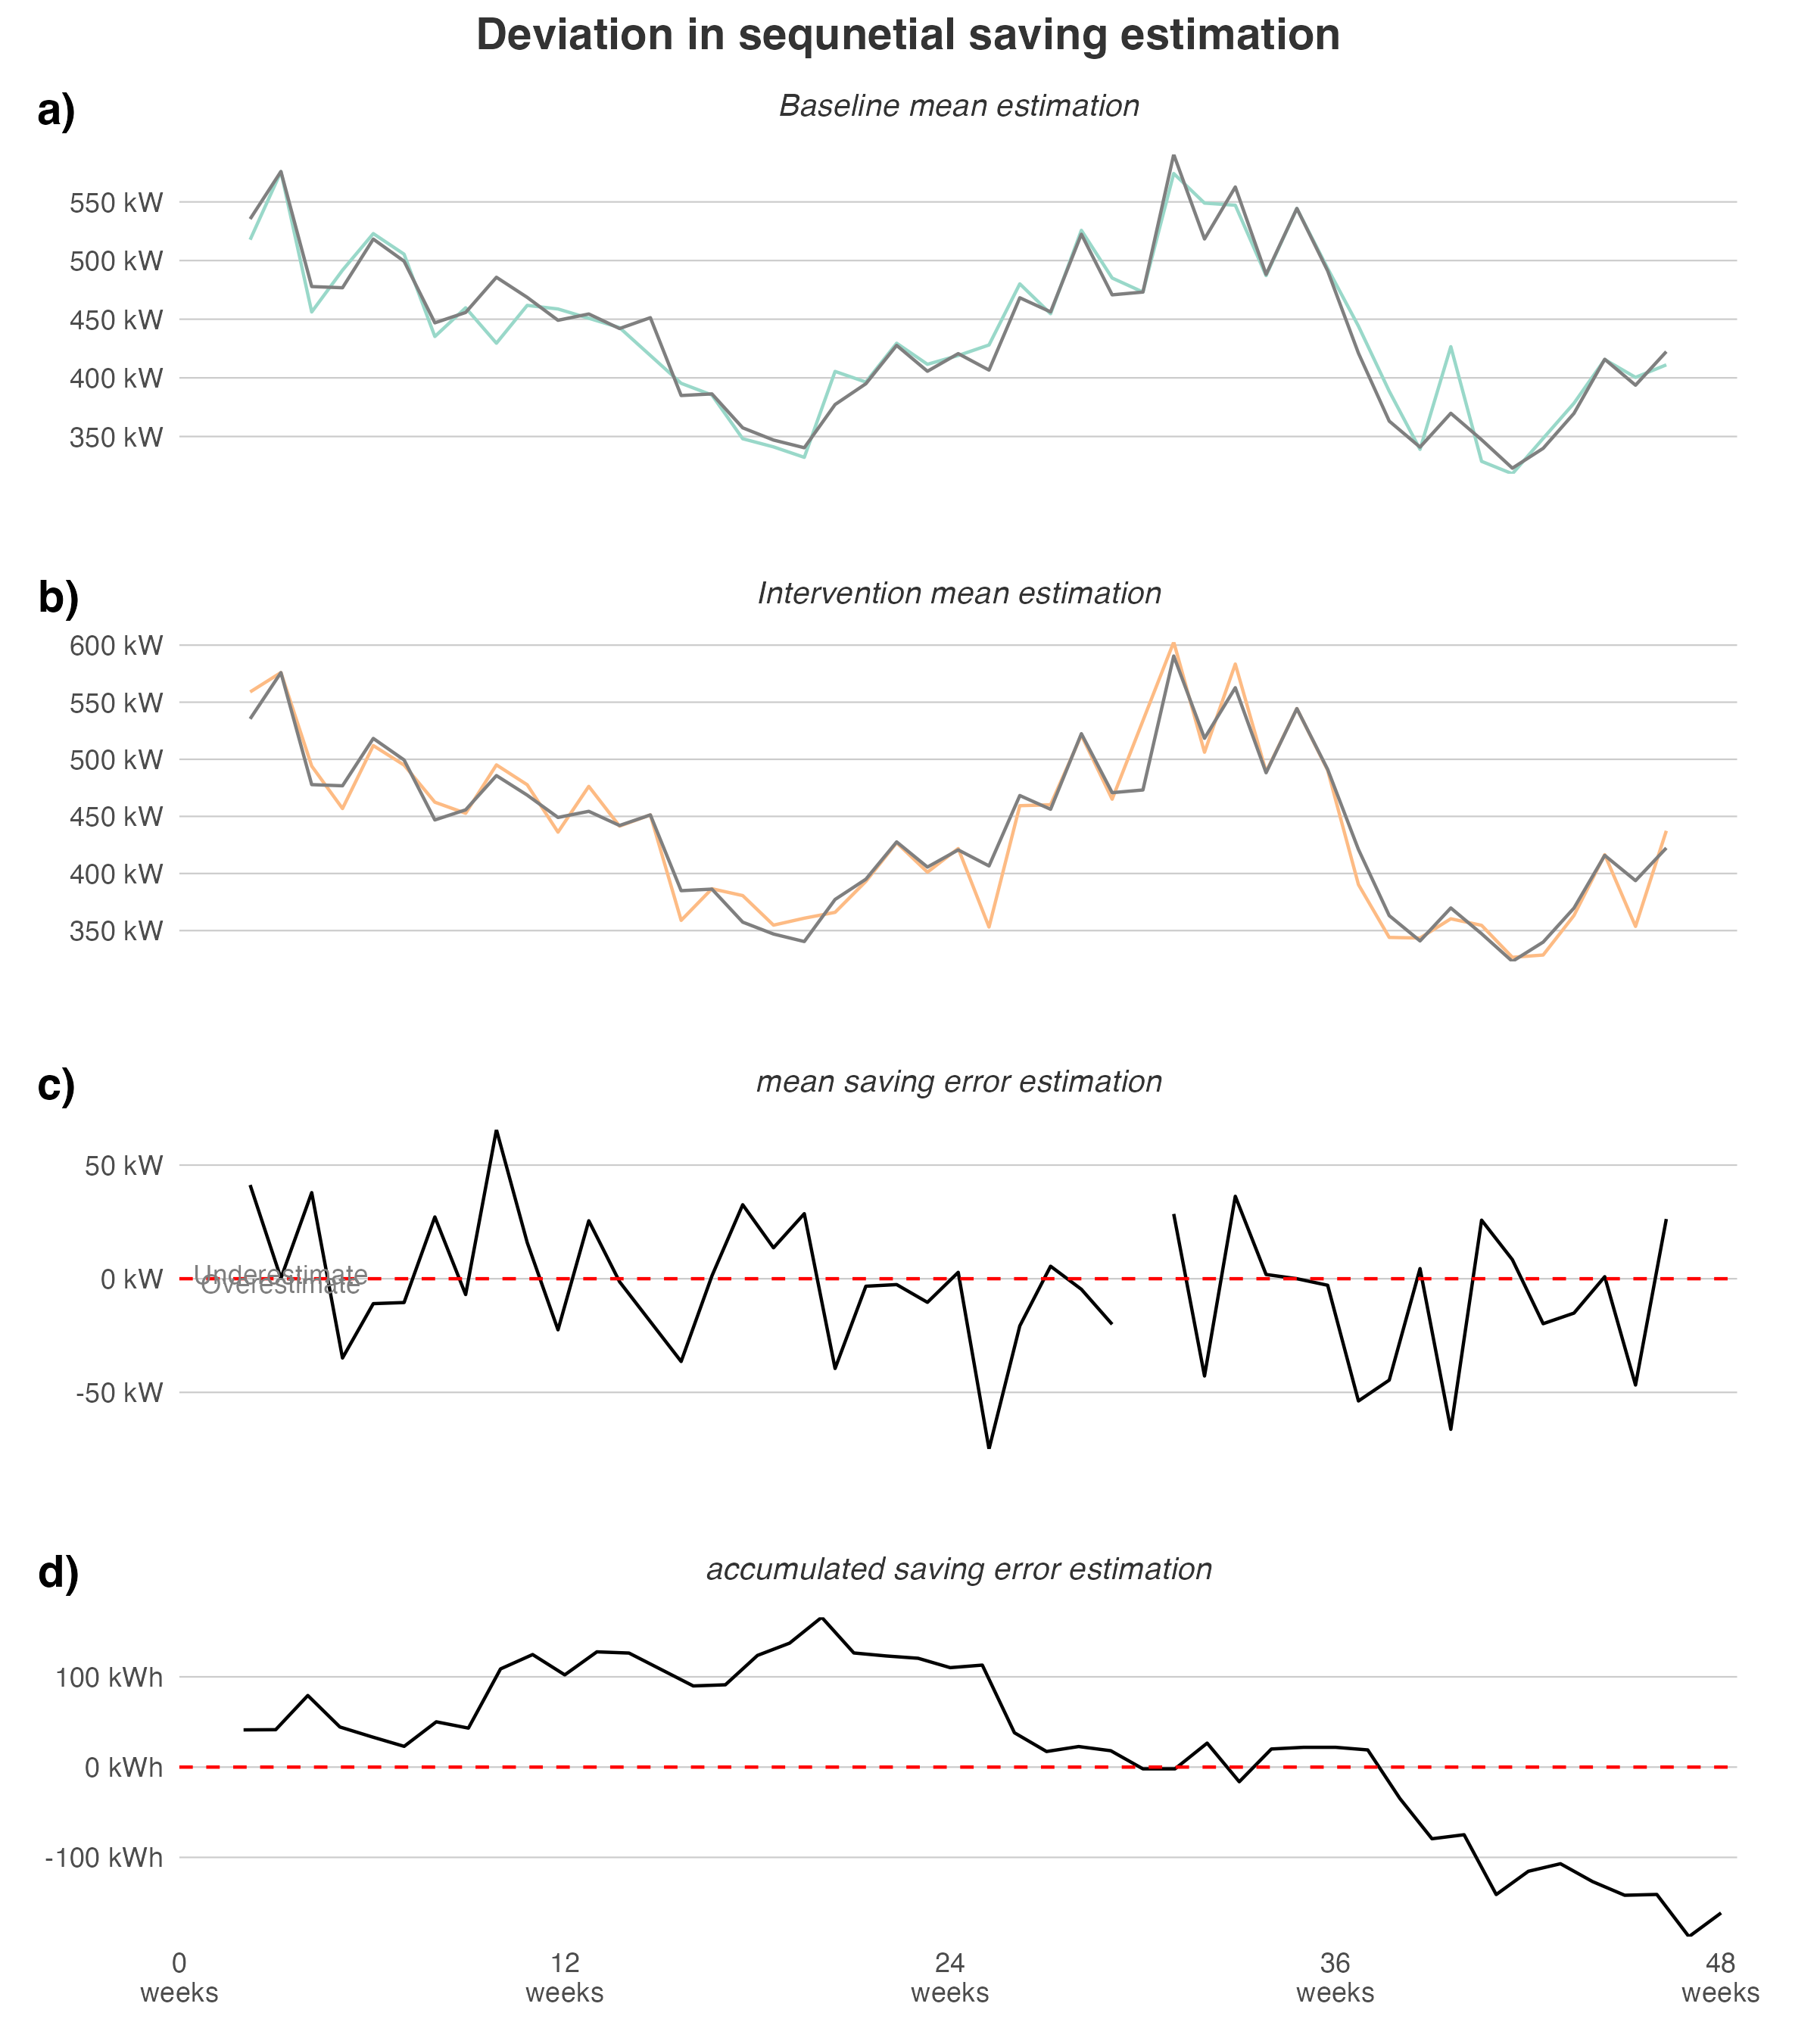 Deviation in sequnetial saving estimation
a)
Baseline mean estimation
550 kW
500 kW
450 kW
400 kW
350 kW
b)
Intervention mean estimation
600 kW
550 kW
500 kW
450 kW
400 kW
350 kW
c)
mean saving error estimation
50 kW
0 kW
-50 kW
Underestimate
Overestimate
d)
accumulated saving error estimation
100 kWh
0 kWh
-100 kWh
0 12 24 36 48
weeks weeks weeks weeks weeks